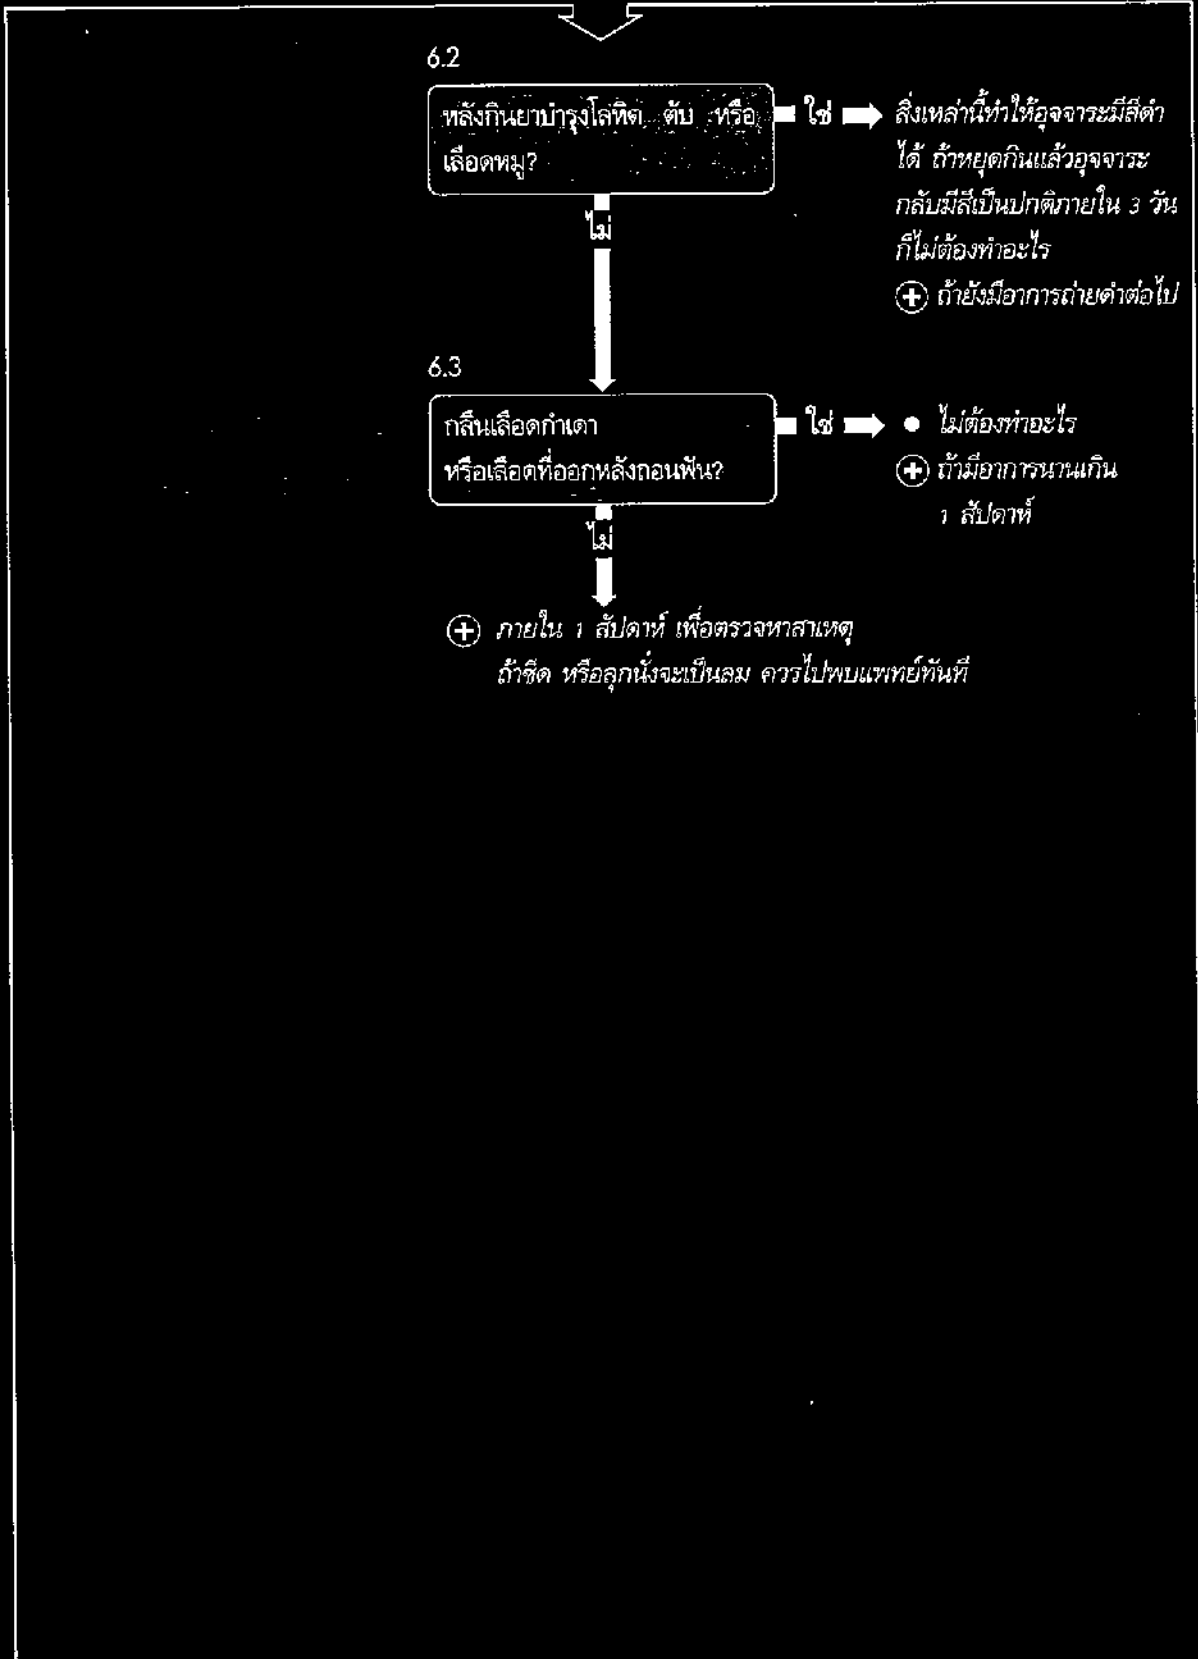 6.2
หลังกินยาบำรุงโลหิต ตับ หรือ
เลือดหมู?
ใช่
สิ่งเหล่านี้ทำให้อุจจาระมีสีดำ
ได้ ถ้าหยุดกินแล้วอุจจาระ
กลับมีสีเป็นปกติภายใน 3 วัน
ก็ไม่ต้องทำอะไร
ถ้ายังมีอาการถ่ายดำต่อไป
ไม่
6.3
กลืนเลือดกำเดา
หรือเลือดที่ออกหลังถอนฟัน?
ใช่
ไม่ต้องทำอะไร
ถ้ามีอาการนานเกิน
1 สัปดาห์
ไม่
ภายใน 1 สัปดาห์ เพื่อตรวจหาสาเหตุ
ถ้าซีด หรือลุกนั่งจะเป็นลม ควรไปพบแพทย์ทันที